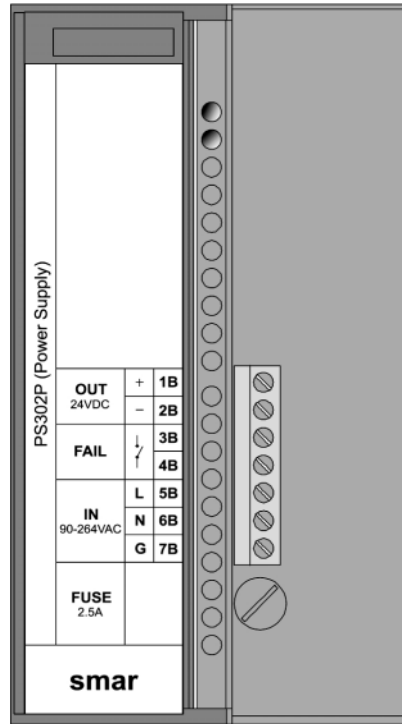 PS302P (Power Supply)
OUT
24VDC
+ 1B
− 2B
FAIL
3B
4B
IN
90-264VAC
L 5B
N 6B
G 7B
FUSE
2.5A
smar